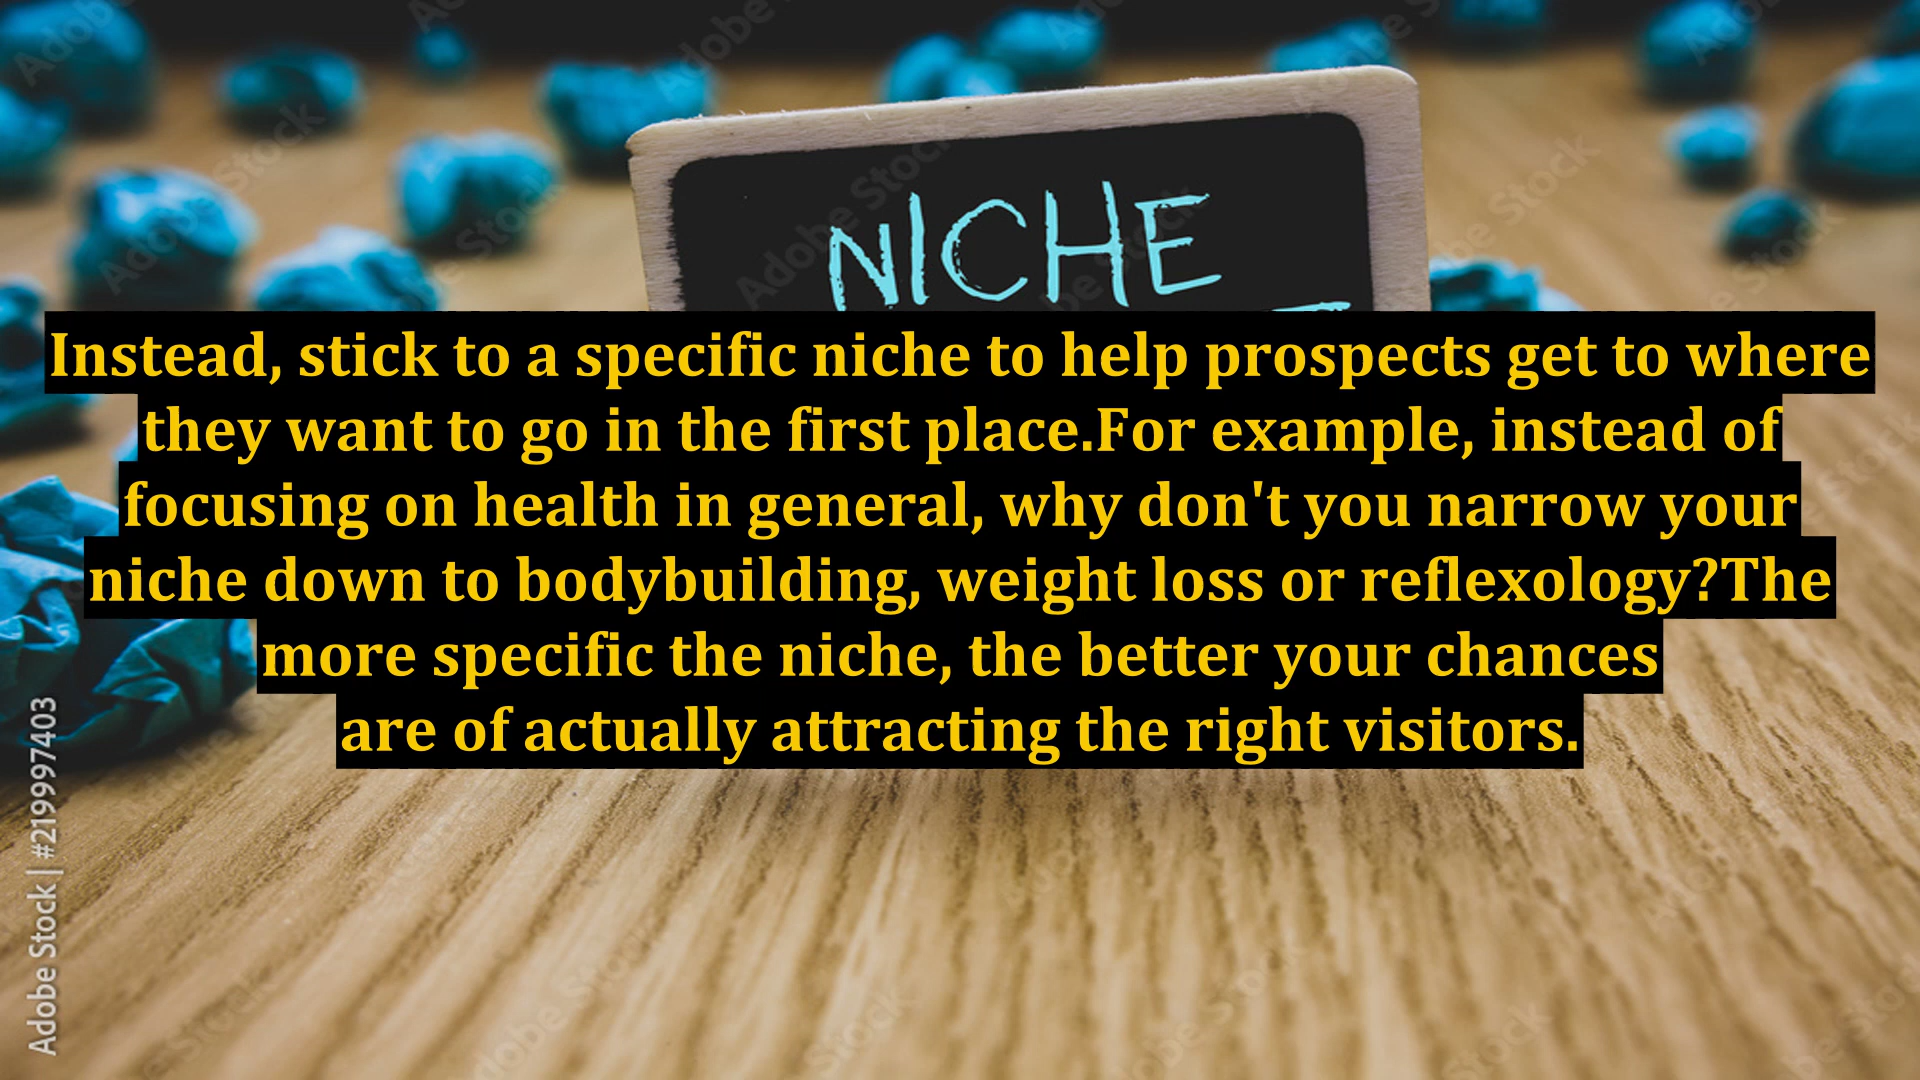 NICHE
Instead, stick to a specific niche to help prospects get to where
they want to go in the first place.For example, instead of
focusing on health in general, why don't you narrow your
niche down to bodybuilding, weight loss or reflexology?The
more specific the niche, the better your chances
are of actually attracting the right visitors.
Adobe Stock | #219997403